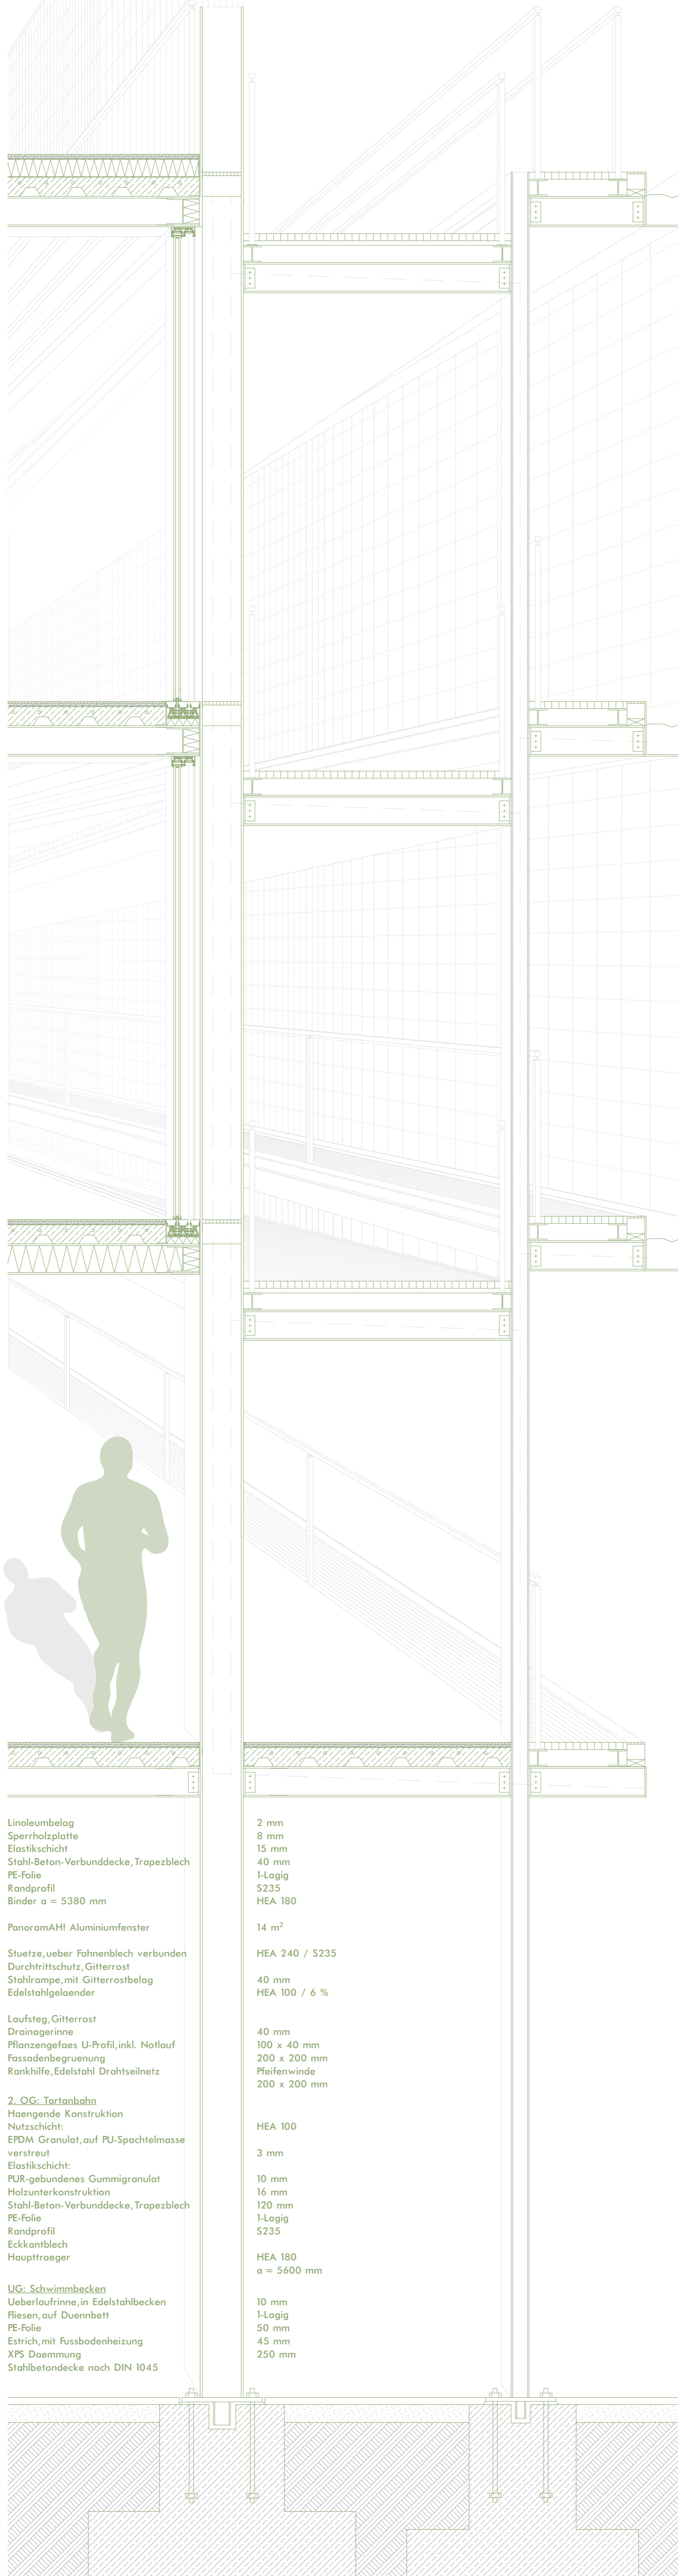 Linoleumbelag 2 mm
Sperrholzplatte 8 mm
Elastikschicht 15 mm
Stahl-Beton-Verbunddecke, Trapezblech 40 mm
PE-Folie 1-Lagig
Randprofil S235
Binder a = 5380 mm HEA 180
PanoramAH! Aluminiumfenster 14 m²
Stuetze, ueber Fahnenblech verbunden HEA 240 / S235
Durchtrittschutz, Gitterrost
Stahlrampe, mit Gitterrostbelag 40 mm
Edelstahlgelaender HEA 100 / 6 %
Laufsteg, Gitterrost
Drainagerinne 40 mm
Pflanzengefaes U-Profil, inkl. Notlauf 100 x 40 mm
Fassadenbegruenung 200 x 200 mm
Rankhilfe, Edelstahl Drahtseilnetz Pfeifenwinde
200 x 200 mm
2. OG: Tartanbahn
Haengende Konstruktion
Nutzschicht: HEA 100
EPDM Granulat, auf PU-Spachtelmasse
verstreut 3 mm
Elastikschicht:
PUR-gebundenes Gummigranulat 10 mm
Holzunterkonstruktion 16 mm
Stahl-Beton-Verbunddecke, Trapezblech 120 mm
PE-Folie 1-Lagig
Randprofil S235
Eckkantblech
Haupttraeger HEA 180
a = 5600 mm
UG: Schwimmbecken
Ueberlaufrinne, in Edelstahlbecken 10 mm
Fliesen, auf Duennbett 1-Lagig
PE-Folie 50 mm
Estrich, mit Fussbodenheizung 45 mm
XPS Daemmung 250 mm
Stahlbetondecke nach DIN 1045